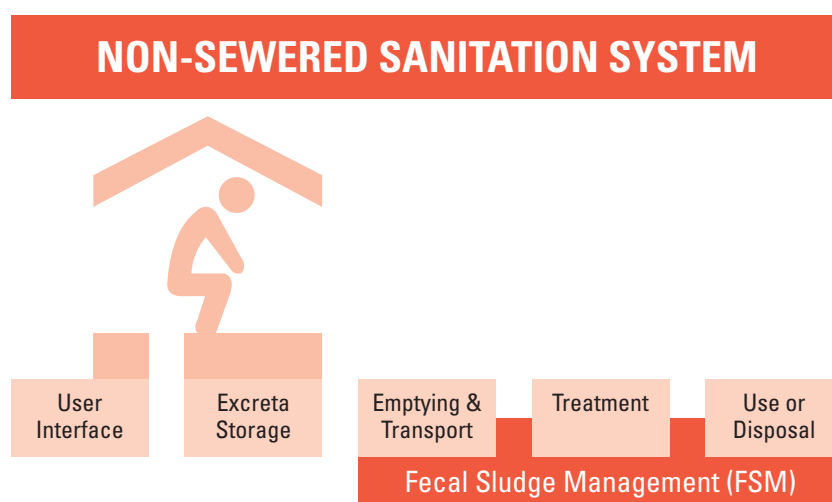 NON-SEWERED SANITATION SYSTEM
User
Interface
Excreta
Storage
Emptying &
Transport
Treatment
Use or
Disposal
Fecal Sludge Management (FSM)